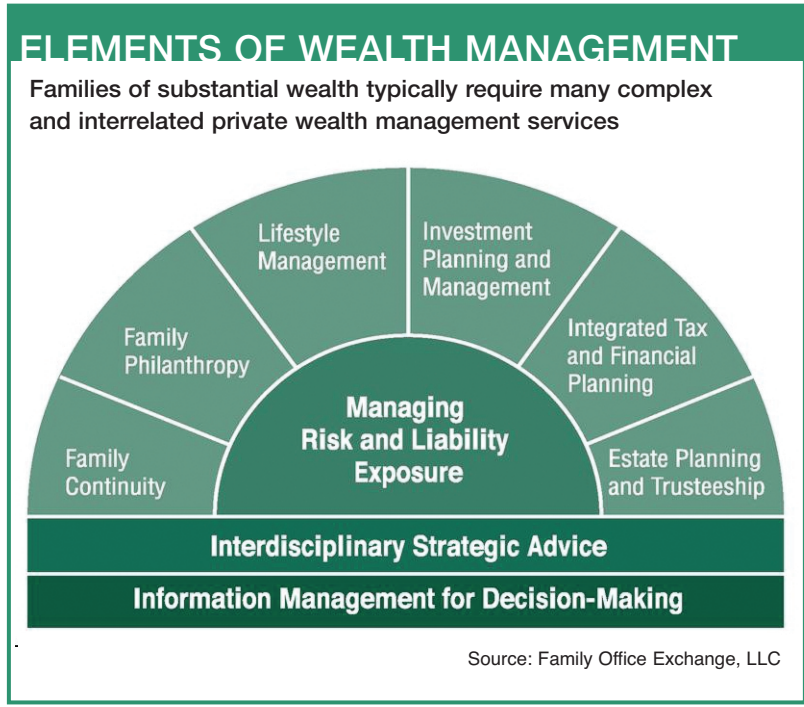 ELEMENTS OF WEALTH MANAGEMENT
Families of substantial wealth typically require many complex
and interrelated private wealth management services
Family
Continuity
Family
Philanthropy
Lifestyle
Management
Investment
Planning and
Management
Integrated Tax
and Financial
Planning
Estate Planning
and Trusteeship
Managing
Risk and Liability
Exposure
Interdisciplinary Strategic Advice
Information Management for Decision-Making
Source: Family Office Exchange, LLC